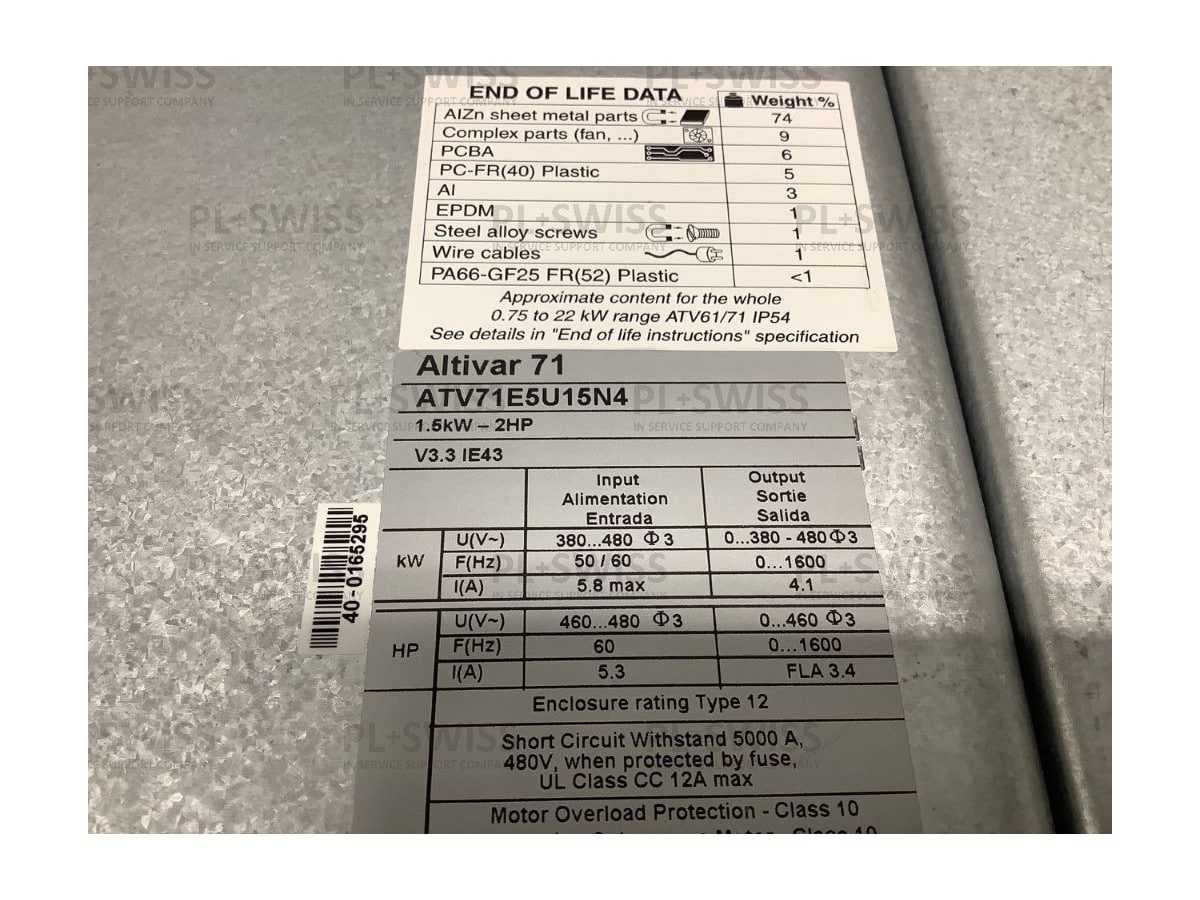 END OF LIFE DATA Weight %
AlZn sheet metal parts 74
Complex parts (fan, ...) 9
PCBA 6
PC-FR(40) Plastic 5
Al 3
EPDM 1
Steel alloy screws 1
Wire cables 1
PA66-GF25 FR(52) Plastic <1
Approximate content for the whole
0.75 to 22 kW range ATV61/71 IP54
See details in "End of life instructions" specification
Altivar 71
ATV71E5U15N4
1.5kW – 2HP
V3.3 IE43
Input Output
Alimentation Sortie
Entrada Salida
kW
U(V~) 380...480 Φ3 0...380 - 480Φ3
F(Hz) 50 / 60 0...1600
I(A) 5.8 max 4.1
HP
U(V~) 460...480 Φ3 0...460 Φ3
F(Hz) 60 0...1600
I(A) 5.3 FLA 3.4
Enclosure rating Type 12
Short Circuit Withstand 5000 A,
480V, when protected by fuse,
UL Class CC 12A max
Motor Overload Protection - Class 10
40-0165295
PL+SWISS
IN SERVICE SUPPORT COMPANY